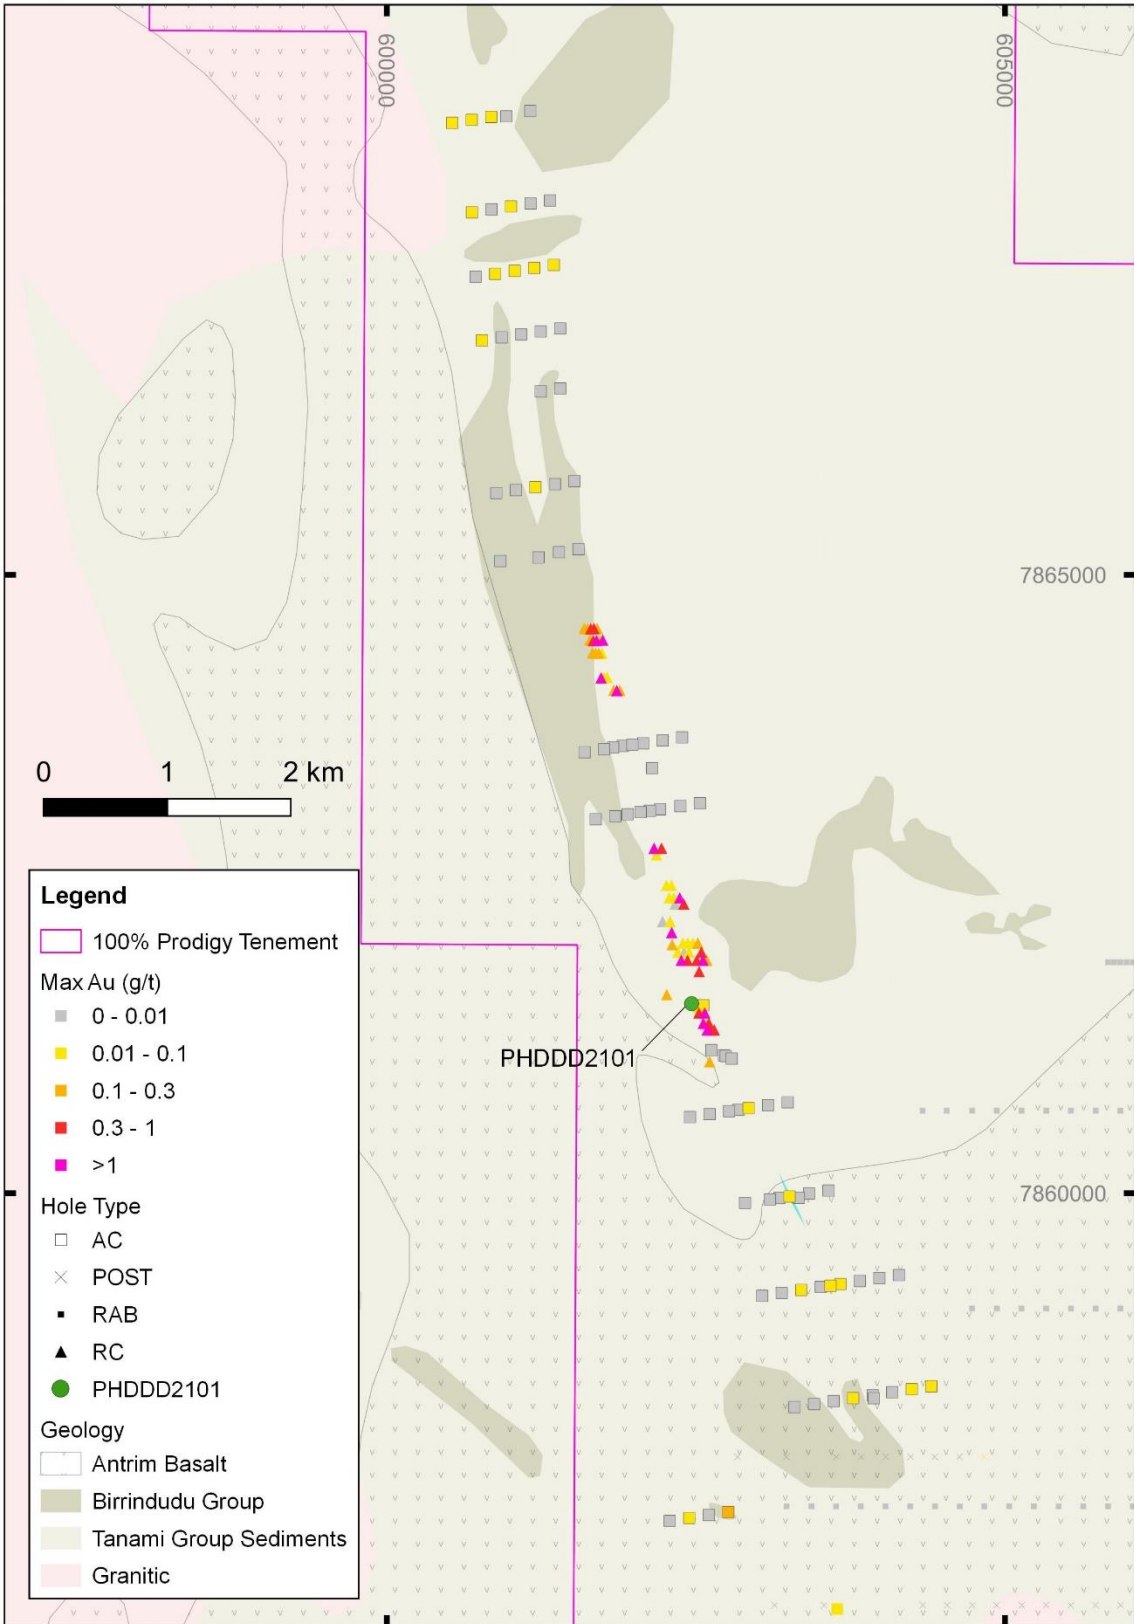 600000
605000
7865000
0 1 2 km
PHDDD2101
7860000
Legend
100% Prodigy Tenement
Max Au (g/t)
0 - 0.01
0.01 - 0.1
0.1 - 0.3
0.3 - 1
>1
Hole Type
AC
POST
RAB
RC
PHDDD2101
Geology
Antrim Basalt
Birrindudu Group
Tanami Group Sediments
Granitic